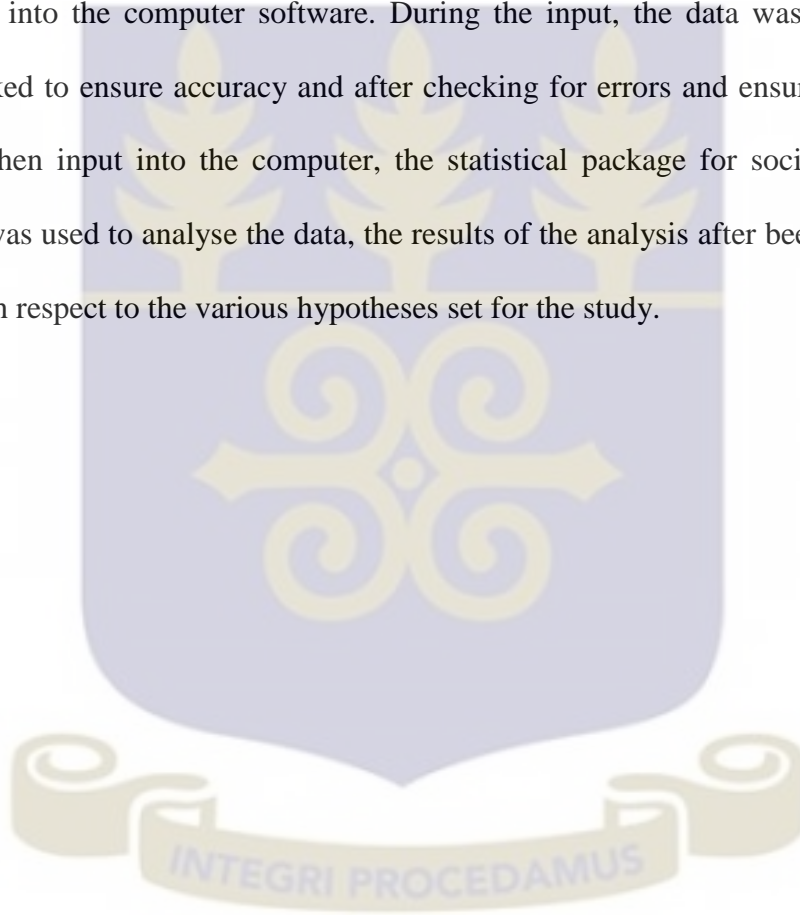 into the computer software. During the input, the data was
ked to ensure accuracy and after checking for errors and ensur
hen input into the computer, the statistical package for soci
was used to analyse the data, the results of the analysis after bee
n respect to the various hypotheses set for the study.
INTEGRI PROCEDAMUS